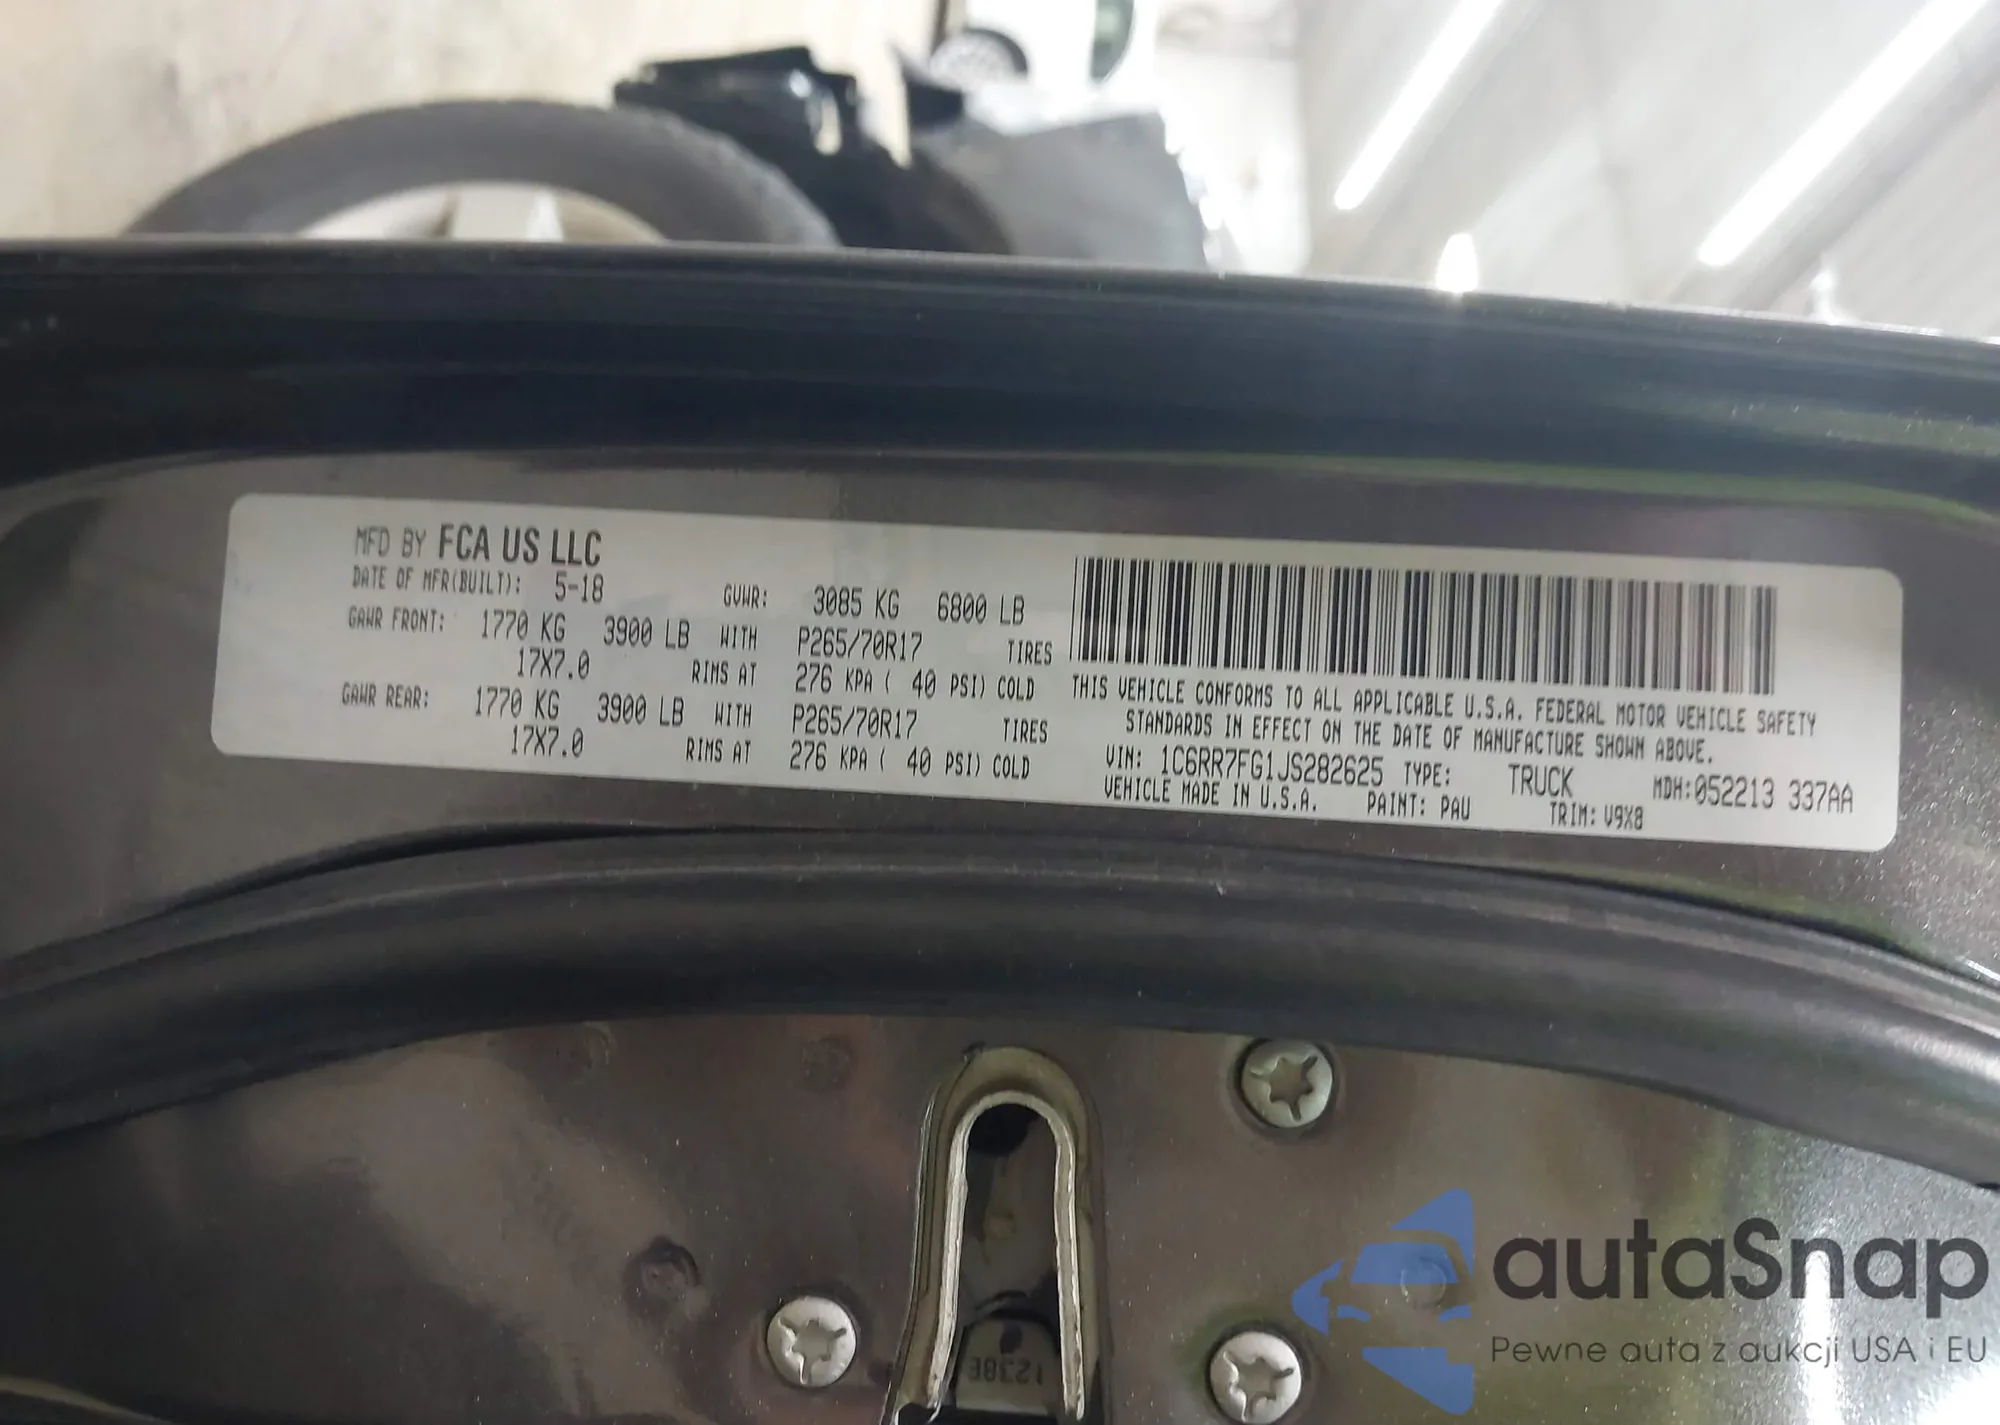 MFD BY FCA US LLC
DATE OF MFR(BUILT): 5-18 GVWR: 3085 KG 6800 LB
GAWR FRONT: 1770 KG 3900 LB WITH P265/70R17 TIRES
17X7.0 RIMS AT 276 KPA ( 40 PSI) COLD
GAWR REAR: 1770 KG 3900 LB WITH P265/70R17 TIRES
17X7.0 RIMS AT 276 KPA ( 40 PSI) COLD
THIS VEHICLE CONFORMS TO ALL APPLICABLE U.S.A. FEDERAL MOTOR VEHICLE SAFETY
STANDARDS IN EFFECT ON THE DATE OF MANUFACTURE SHOWN ABOVE.
VIN: 1C6RR7FG1JS282625 TYPE: TRUCK MDH:052213 337AA
VEHICLE MADE IN U.S.A. PAINT: PAU TRIM: V9X8
autaSnap
Pewne auta z aukcji USA i EU